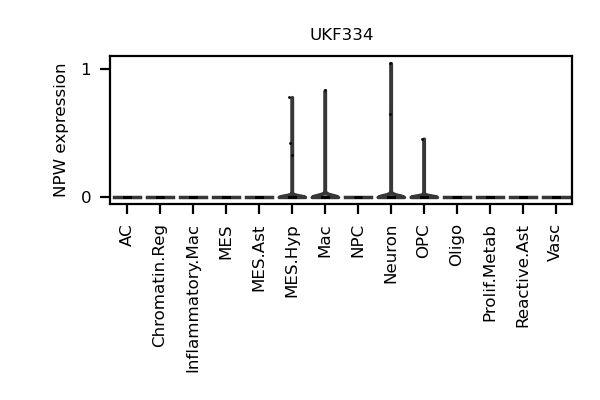 UKF334
NPW expression
1
0
AC
Chromatin.Reg
Inflammatory.Mac
MES
MES.Ast
MES.Hyp
Mac
NPC
Neuron
OPC
Oligo
Prolif.Metab
Reactive.Ast
Vasc